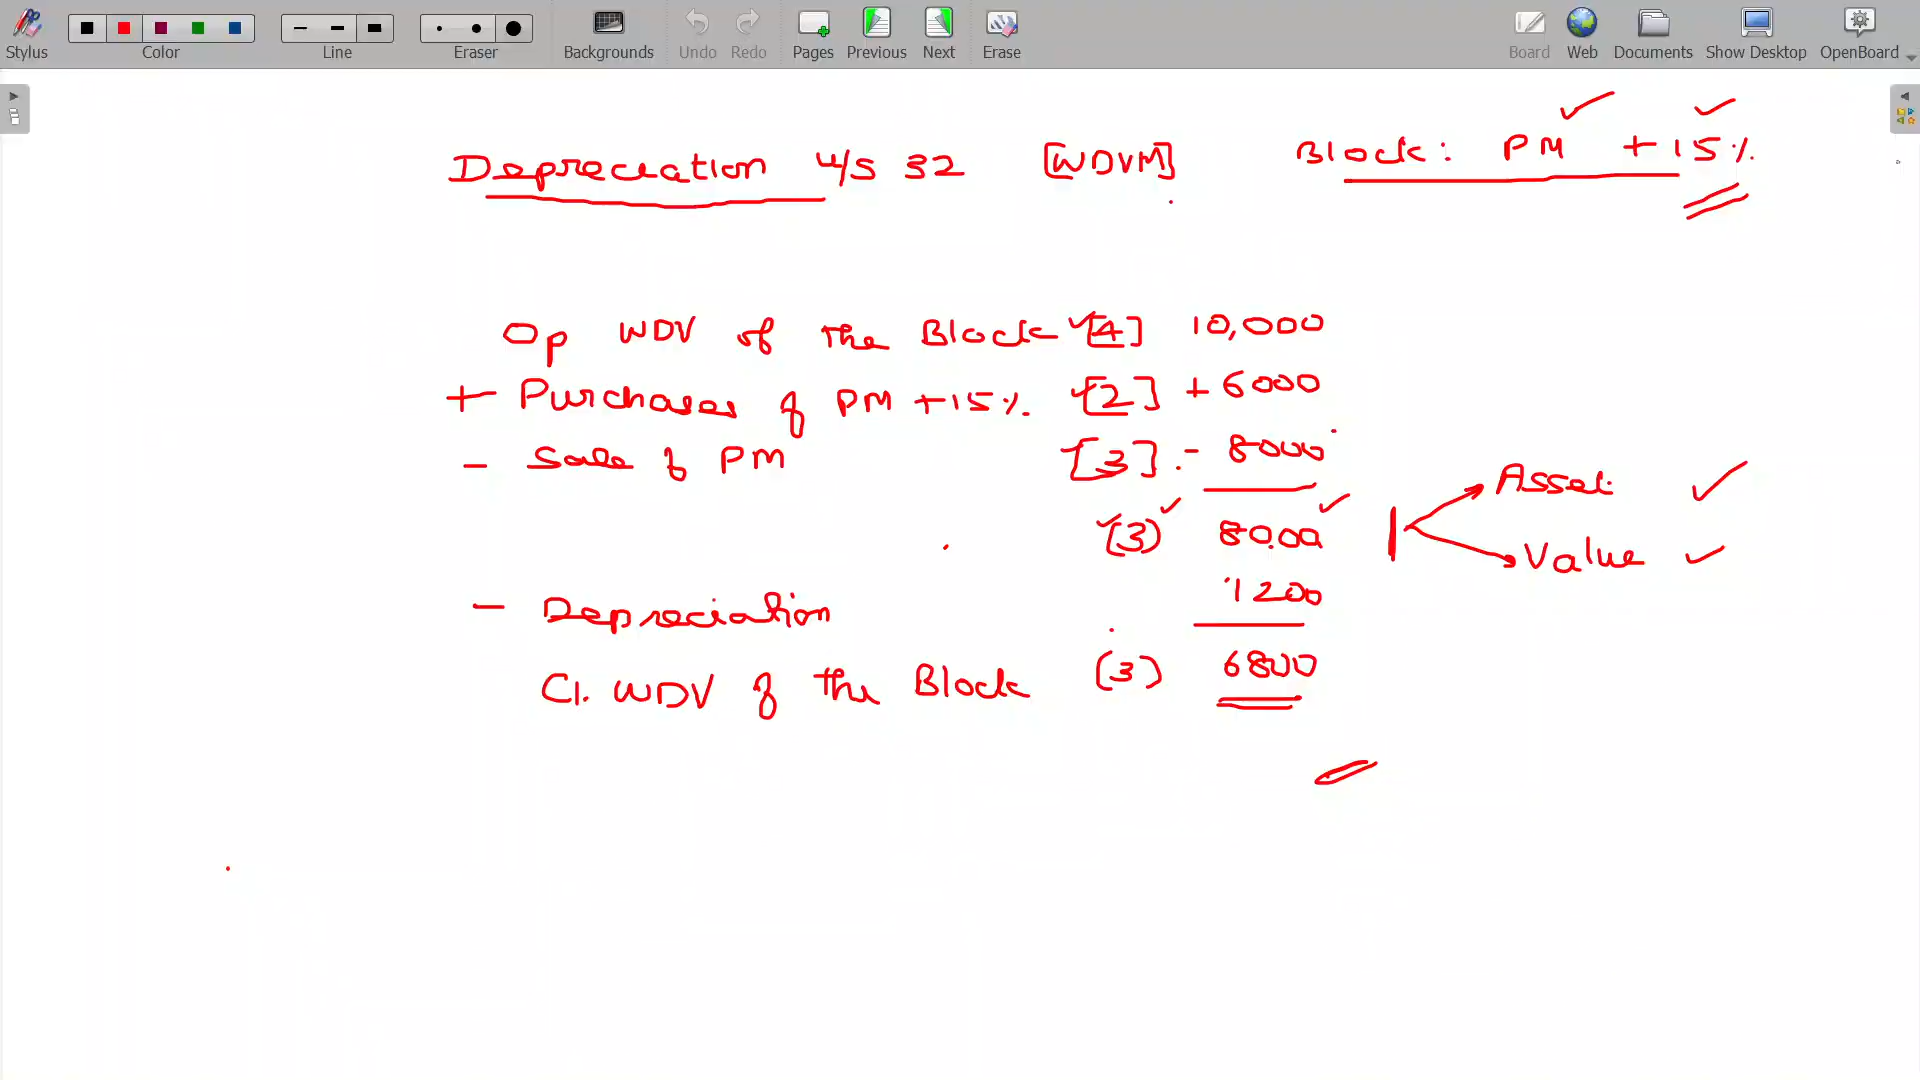 Stylus Color Line Eraser Backgrounds Undo Redo Pages Previous Next Erase Board Web Documents Show Desktop OpenBoard
Depreciation u/s 32 [WDVM] Block: PM + 15%
Op WDV of the Block [4] 10,000
+ Purchases of PM + 15% [2] + 6000
- Sale of PM [3] - 8000
Asset
(3) 8000
Value
- Depreciation 1200
Cl. WDV of the Block (3) 6800